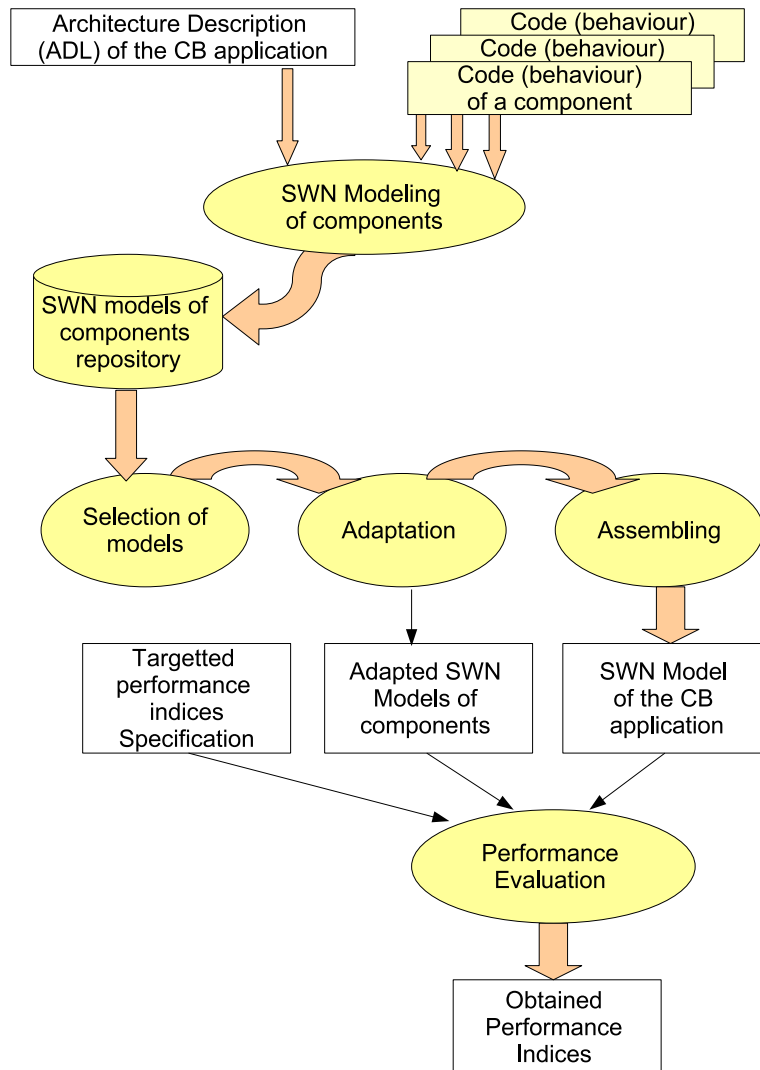 Architecture Description
(ADL) of the CB application
Code (behaviour)
Code (behaviour)
Code (behaviour)
of a component
SWN Modeling
of components
SWN models of
components
repository
Selection of
models
Adaptation
Assembling
Targetted
performance
indices
Specification
Adapted SWN
Models of
components
SWN Model
of the CB
application
Performance
Evaluation
Obtained
Performance
Indices